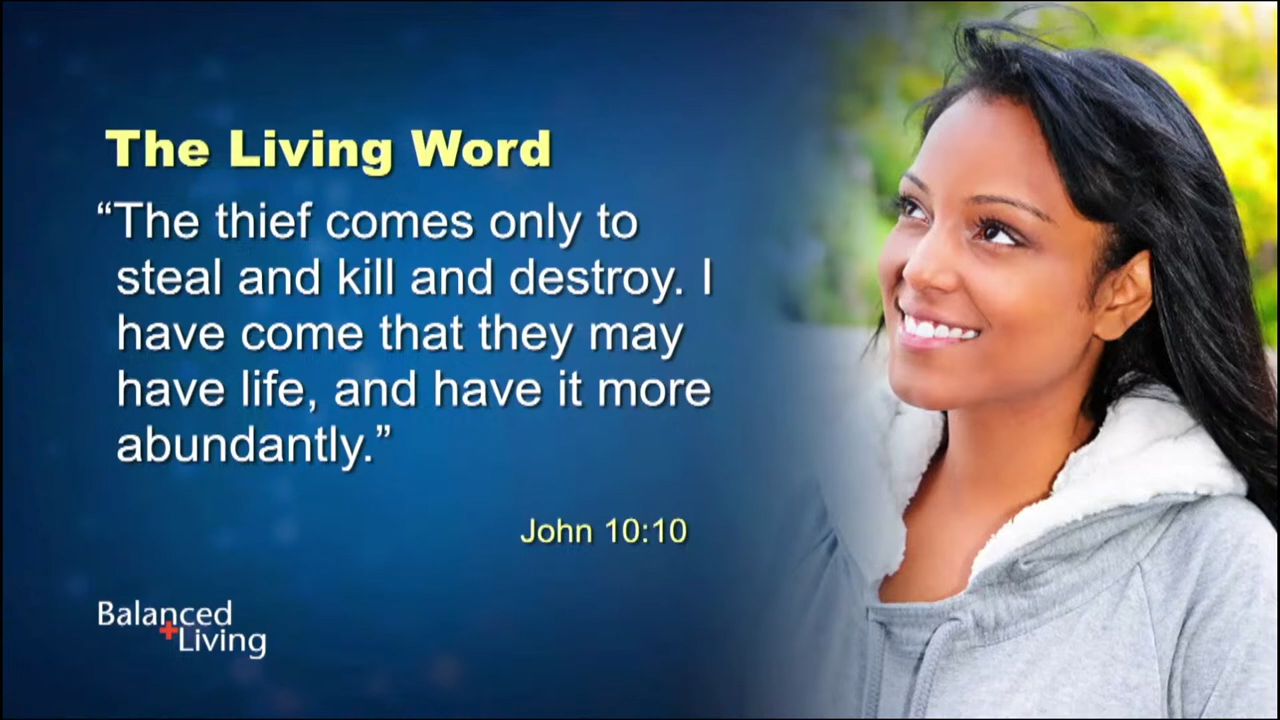 The Living Word
“The thief comes only to
steal and kill and destroy. I
have come that they may
have life, and have it more
abundantly.”
John 10:10
Balanced
Living